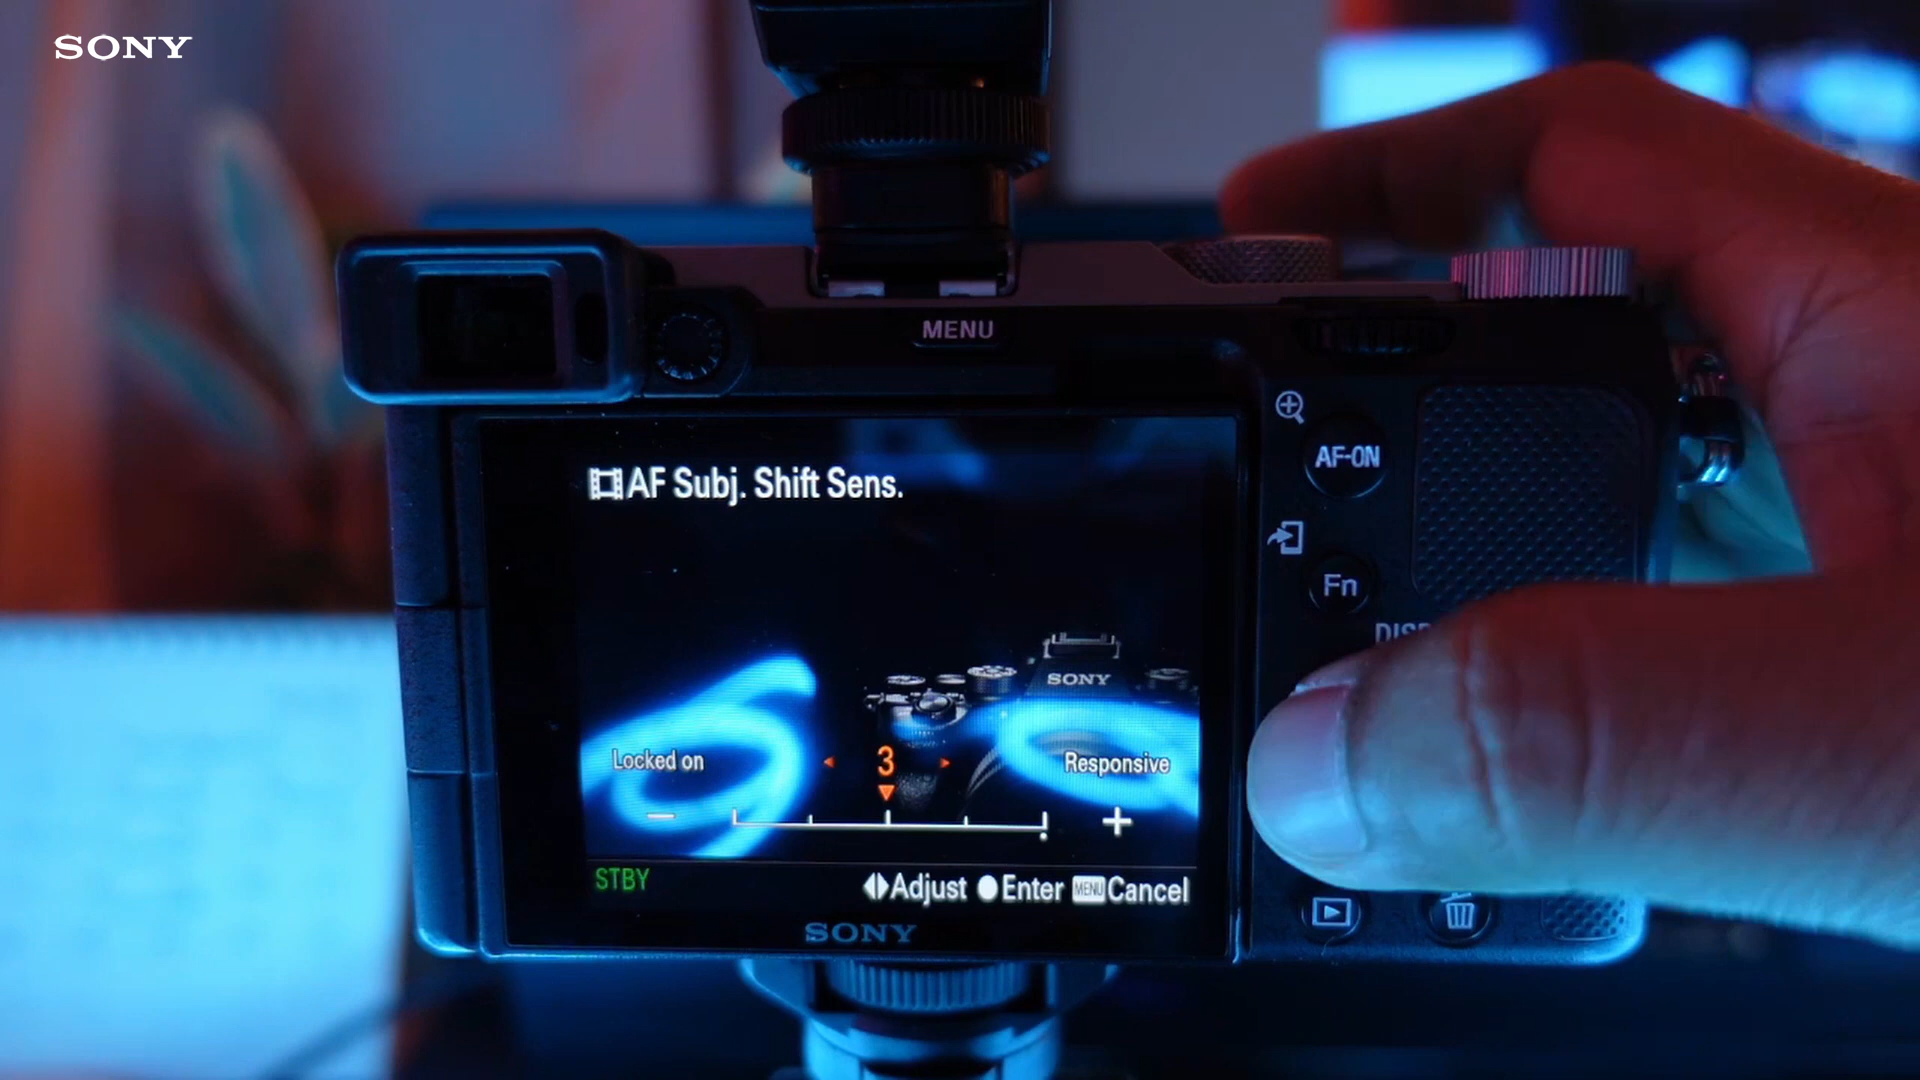 SONY
MENU
AF-ON
AF Subj. Shift Sens.
Fn
SONY
Locked on
3
Responsive
STBY
Adjust Enter MENU Cancel
SONY